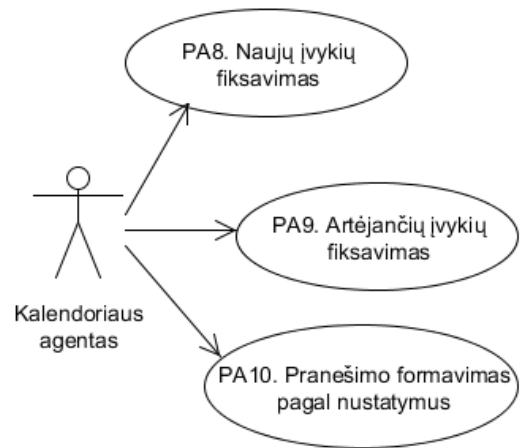 PA8. Naujų įvykių
fiksavimas
PA9. Artėjančių įvykių
fiksavimas
Kalendoriaus
agentas
PA10. Pranešimo formavimas
pagal nustatymus